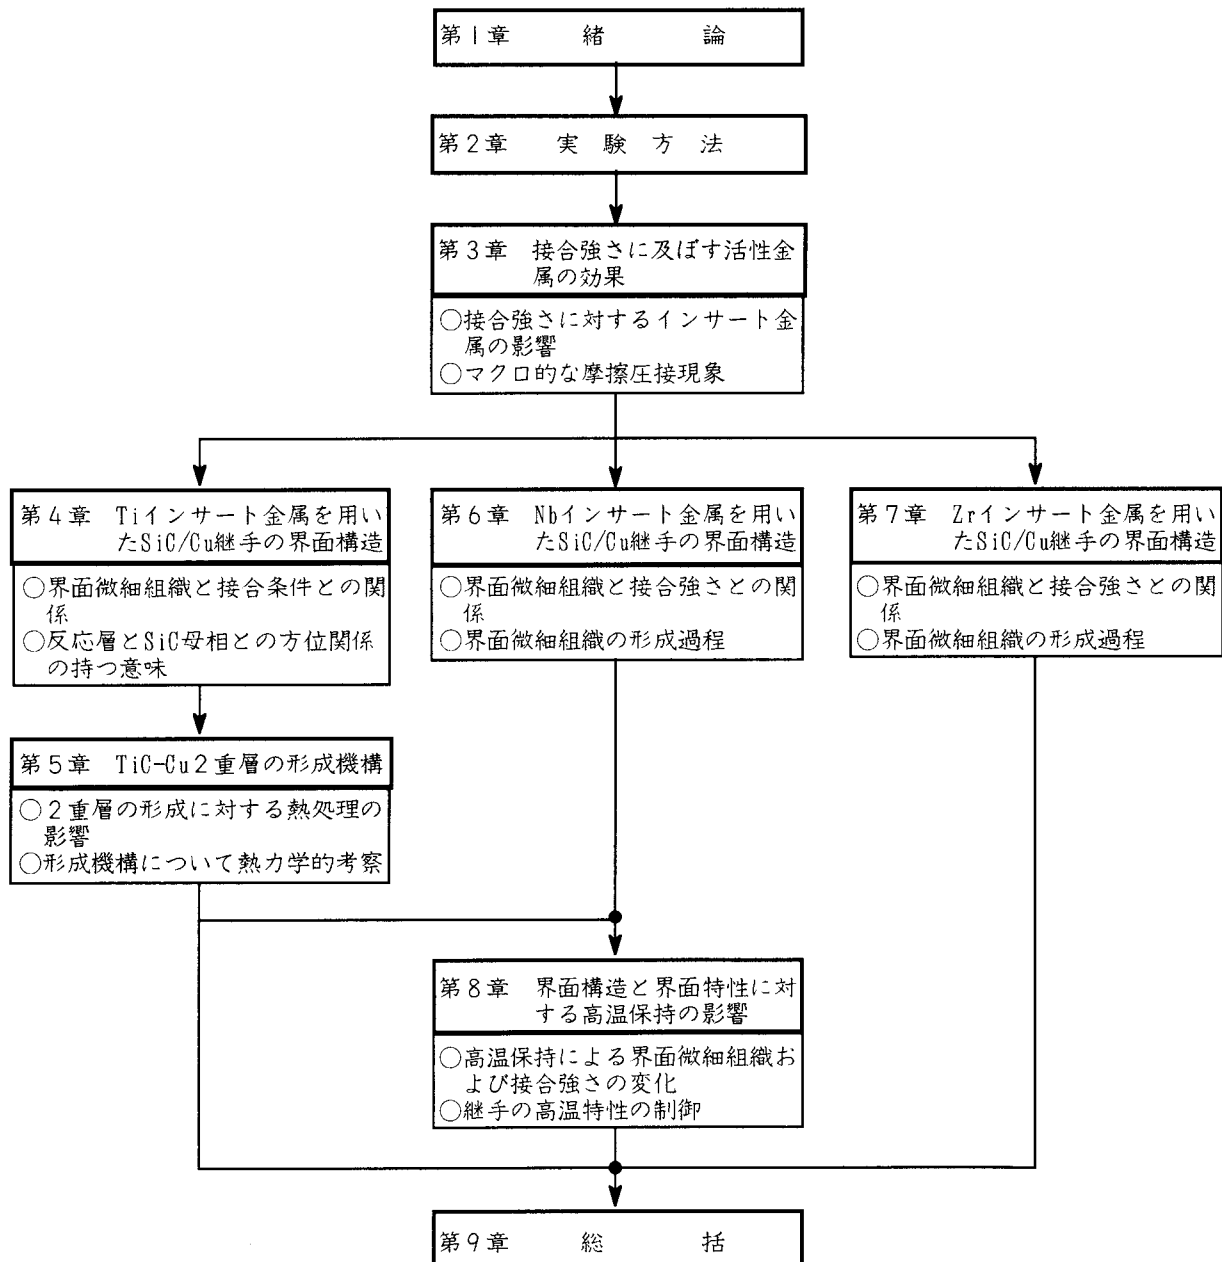 第1章 緒 論
第2章 実 験 方 法
第3章 接合強さに及ぼす活性金
属の効果
○接合強さに対するインサート金
属の影響
○マクロ的な摩擦圧接現象
第4章 Tiインサート金属を用い
たSiC/Cu継手の界面構造
○界面微細組織と接合条件との関
係
○反応層とSiC母相との方位関係
の持つ意味
第5章 TiC-Cu2重層の形成機構
○2重層の形成に対する熱処理の
影響
○形成機構について熱力学的考察
第6章 Nbインサート金属を用い
たSiC/Cu継手の界面構造
○界面微細組織と接合強さとの関
係
○界面微細組織の形成過程
第7章 Zrインサート金属を用い
たSiC/Cu継手の界面構造
○界面微細組織と接合強さとの関
係
○界面微細組織の形成過程
第8章 界面構造と界面特性に対
する高温保持の影響
○高温保持による界面微細組織お
よび接合強さの変化
○継手の高温特性の制御
第9章 総 括